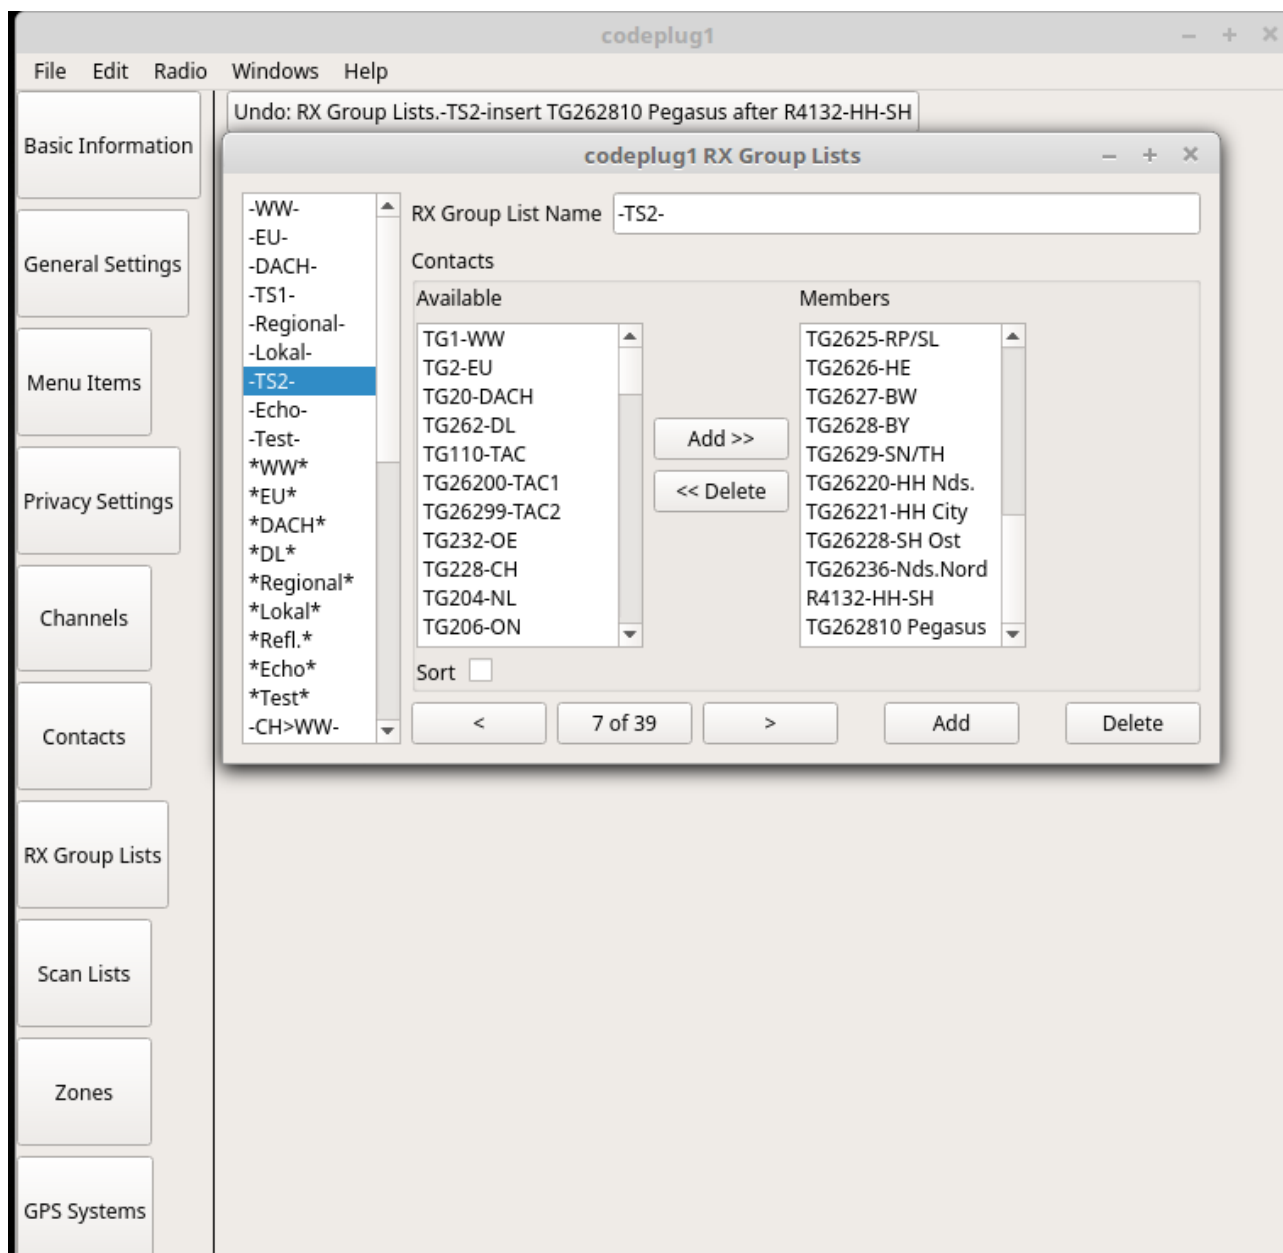 codeplug1
File Edit Radio Windows Help
Undo: RX Group Lists.-TS2-insert TG262810 Pegasus after R4132-HH-SH
Basic Information
General Settings
Menu Items
Privacy Settings
Channels
Contacts
RX Group Lists
Scan Lists
Zones
GPS Systems
codeplug1 RX Group Lists
-WW-
-EU-
-DACH-
-TS1-
-Regional-
-Lokal-
-TS2-
-Echo-
-Test-
*WW*
*EU*
*DACH*
*DL*
*Regional*
*Lokal*
*Refl.*
*Echo*
*Test*
-CH>WW-
RX Group List Name -TS2-
Contacts
Available
TG1-WW
TG2-EU
TG20-DACH
TG262-DL
TG110-TAC
TG26200-TAC1
TG26299-TAC2
TG232-OE
TG228-CH
TG204-NL
TG206-ON
Add >>
<< Delete
Members
TG2625-RP/SL
TG2626-HE
TG2627-BW
TG2628-BY
TG2629-SN/TH
TG26220-HH Nds.
TG26221-HH City
TG26228-SH Ost
TG26236-Nds.Nord
R4132-HH-SH
TG262810 Pegasus
Sort
< 7 of 39 > Add Delete